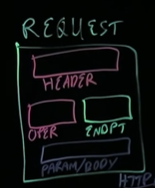 REQUEST
HEADER
OPER ENDPT
PARAM/BODY
HTTP